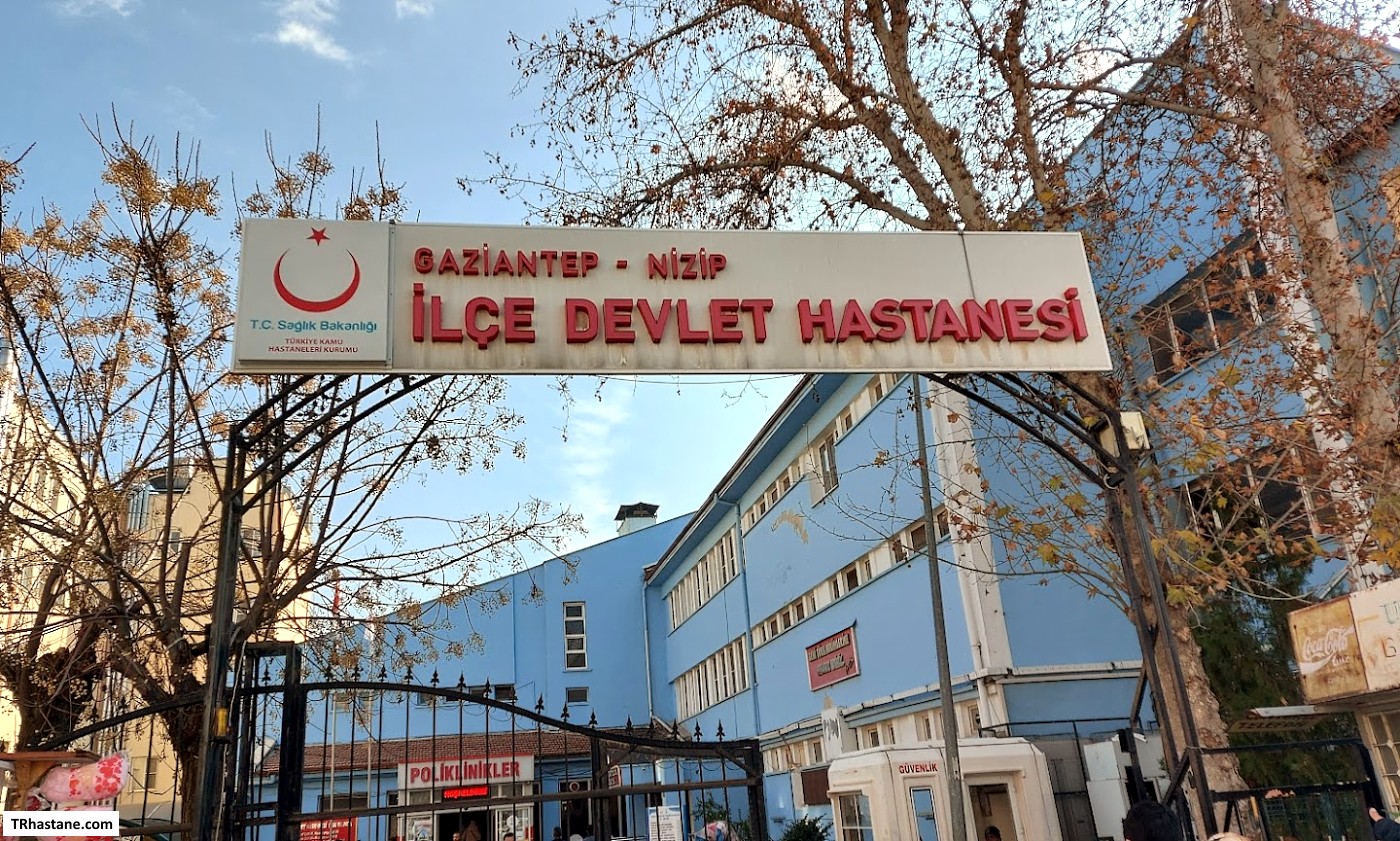 GAZİANTEP - NİZİP
İLÇE DEVLET HASTANESİ
T.C. Sağlık Bakanlığı
TÜRKİYE KAMU
HASTANELERİ KURUMU
POLİKLİNİKLER
GÜVENLİK
Coca-Cola
TRhastane.com